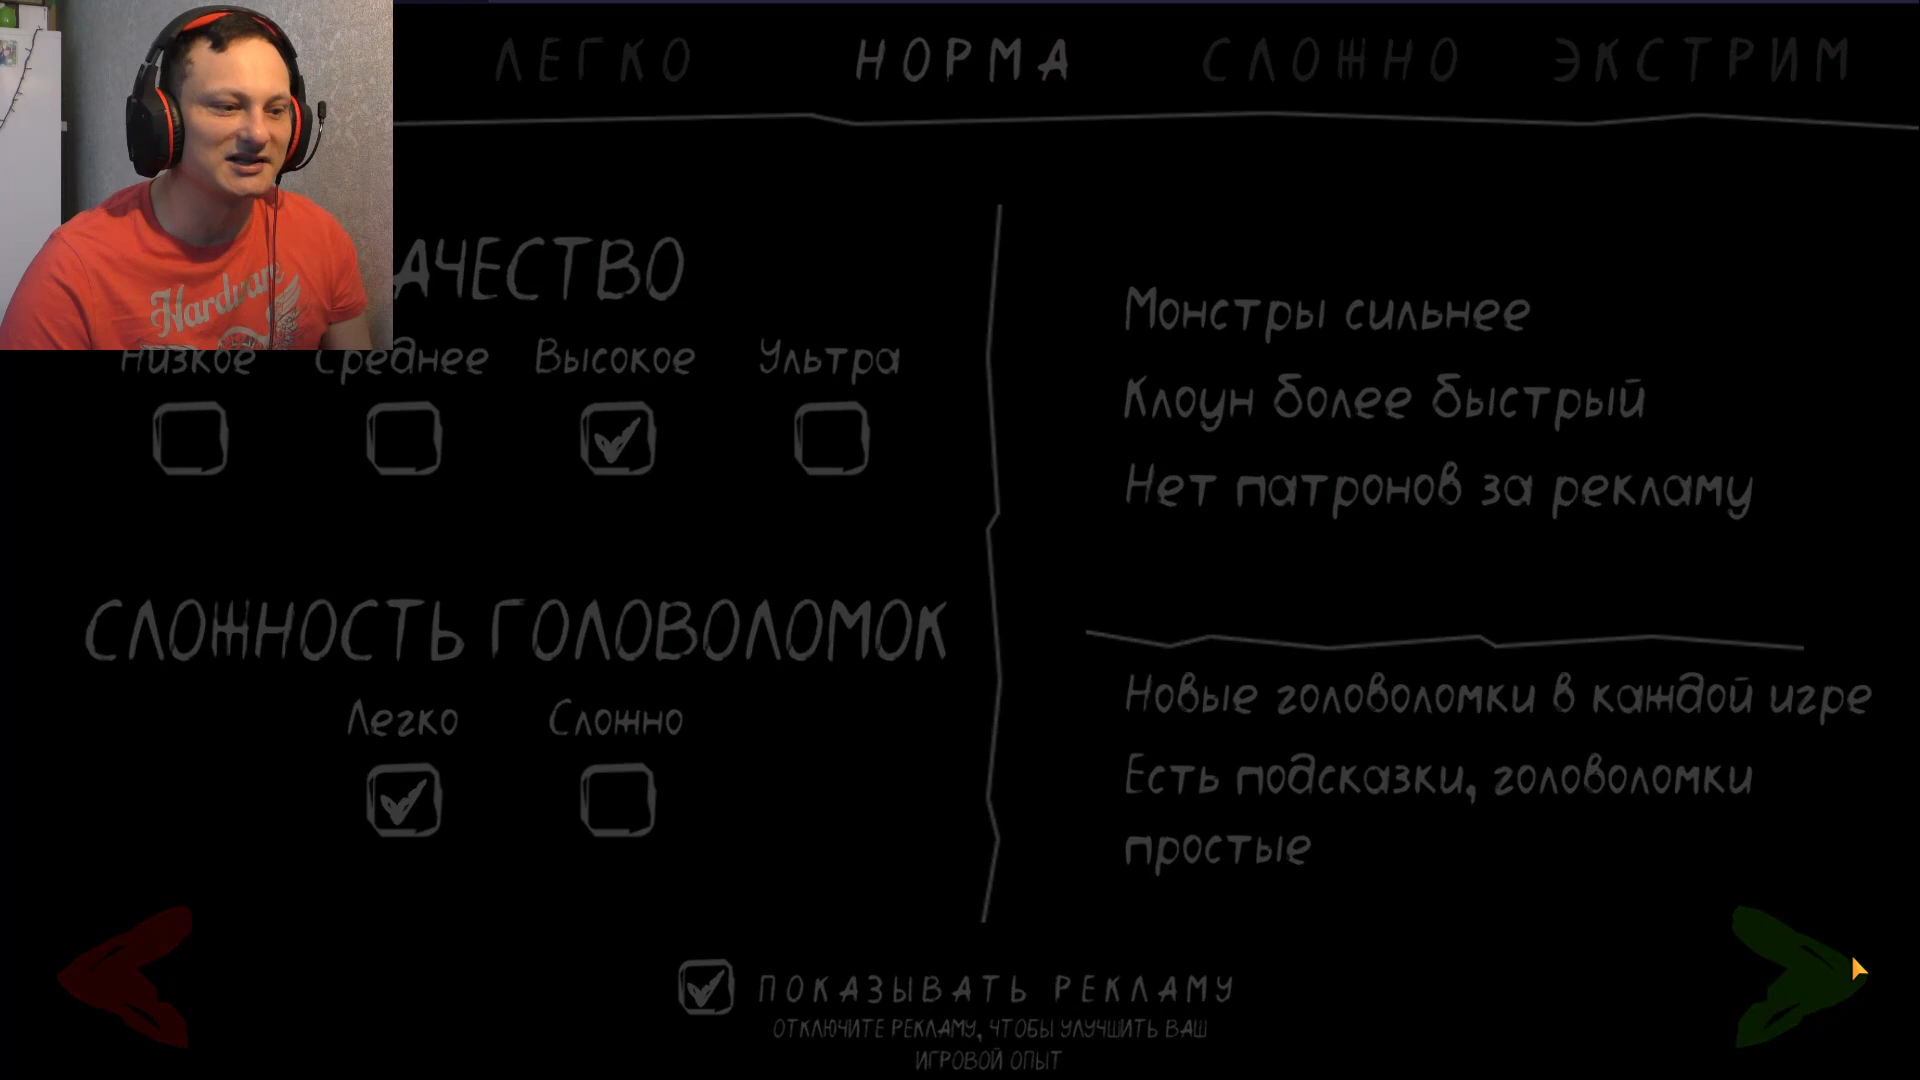 ЛЕГКО НОРМА СЛОЖНО ЭКСТРИМ
Hardware
АЧЕСТВО
Низкое Среднее Высокое Ультра
Монстры сильнее
Клоун более быстрый
Нет патронов за рекламу
СЛОЖНОСТЬ ГОЛОВОЛОМОК
Легко Сложно
Новые головоломки в каждой игре
Есть подсказки, головоломки
простые
ПОКАЗЫВАТЬ РЕКЛАМУ
ОТКЛЮЧИТЕ РЕКЛАМУ, ЧТОБЫ УЛУЧШИТЬ ВАШ
ИГРОВОЙ ОПЫТ